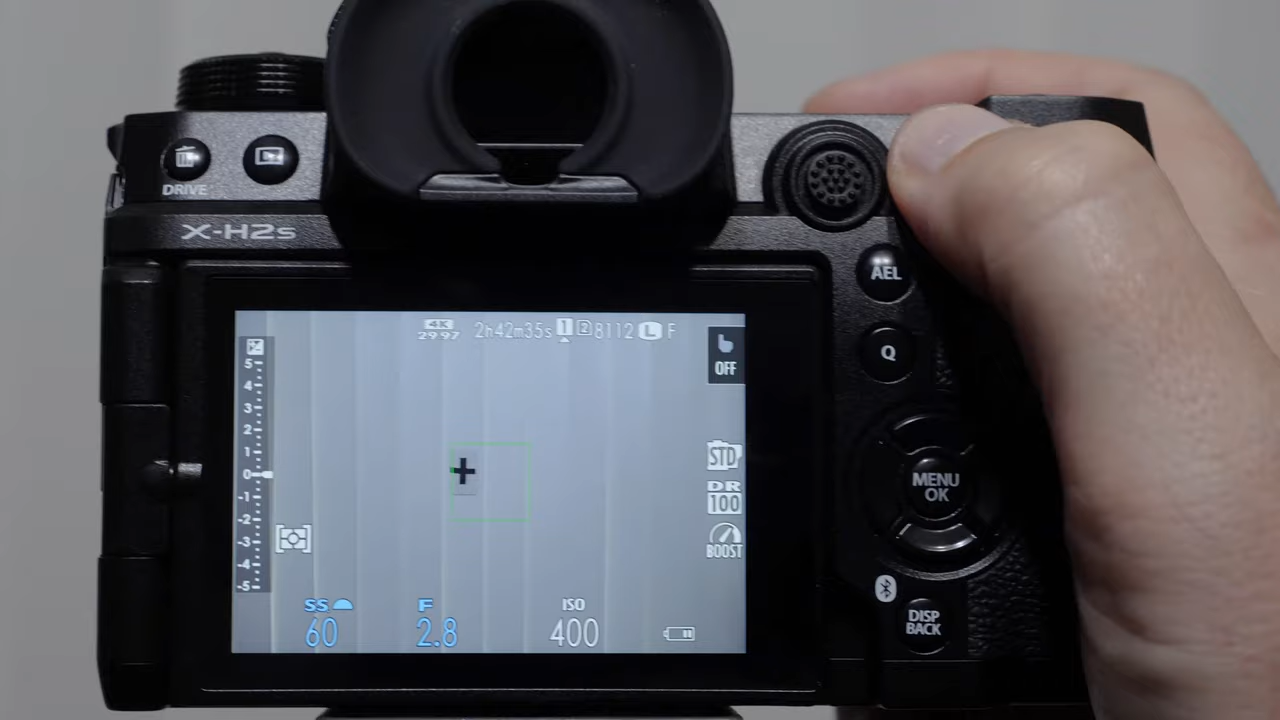 DRIVE
X-H2s
AEL
Q
MENU
OK
DISP
BACK
4K
29.97
2h42m35s 1 2 8112 L F
OFF
5
4
3
2
1
0
-1
-2
-3
-4
-5
STD
DR
100
BOOST
SS F ISO
60 2.8 400